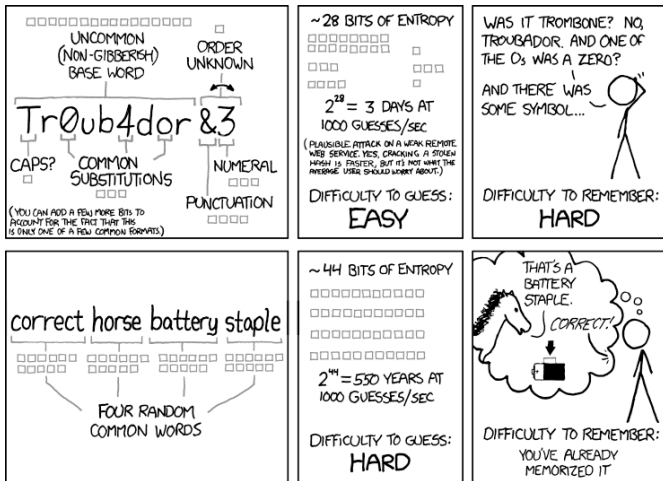 UNCOMMON
(NON-GIBBERISH)
BASE WORD
ORDER
UNKNOWN
Tr0ub4dor &3
CAPS?
COMMON
SUBSTITUTIONS
NUMERAL
PUNCTUATION
(YOU CAN ADD A FEW MORE BITS TO
ACCOUNT FOR THE FACT THAT THIS
IS ONLY ONE OF A FEW COMMON FORMATS.)
~28 BITS OF ENTROPY
2^28 = 3 DAYS AT
1000 GUESSES/SEC
(PLAUSIBLE ATTACK ON A WEAK REMOTE
WEB SERVICE. YES, CRACKING A STOLEN
HASH IS FASTER, BUT IT'S NOT WHAT THE
AVERAGE USER SHOULD WORRY ABOUT.)
DIFFICULTY TO GUESS:
EASY
WAS IT TROMBONE? NO,
TROUBADOR. AND ONE OF
THE Os WAS A ZERO?
AND THERE WAS
SOME SYMBOL...
DIFFICULTY TO REMEMBER:
HARD
correct horse battery staple
FOUR RANDOM
COMMON WORDS
~44 BITS OF ENTROPY
2^44 = 550 YEARS AT
1000 GUESSES/SEC
DIFFICULTY TO GUESS:
HARD
THAT'S A
BATTERY
STAPLE.
CORRECT!
DIFFICULTY TO REMEMBER:
YOU'VE ALREADY
MEMORIZED IT